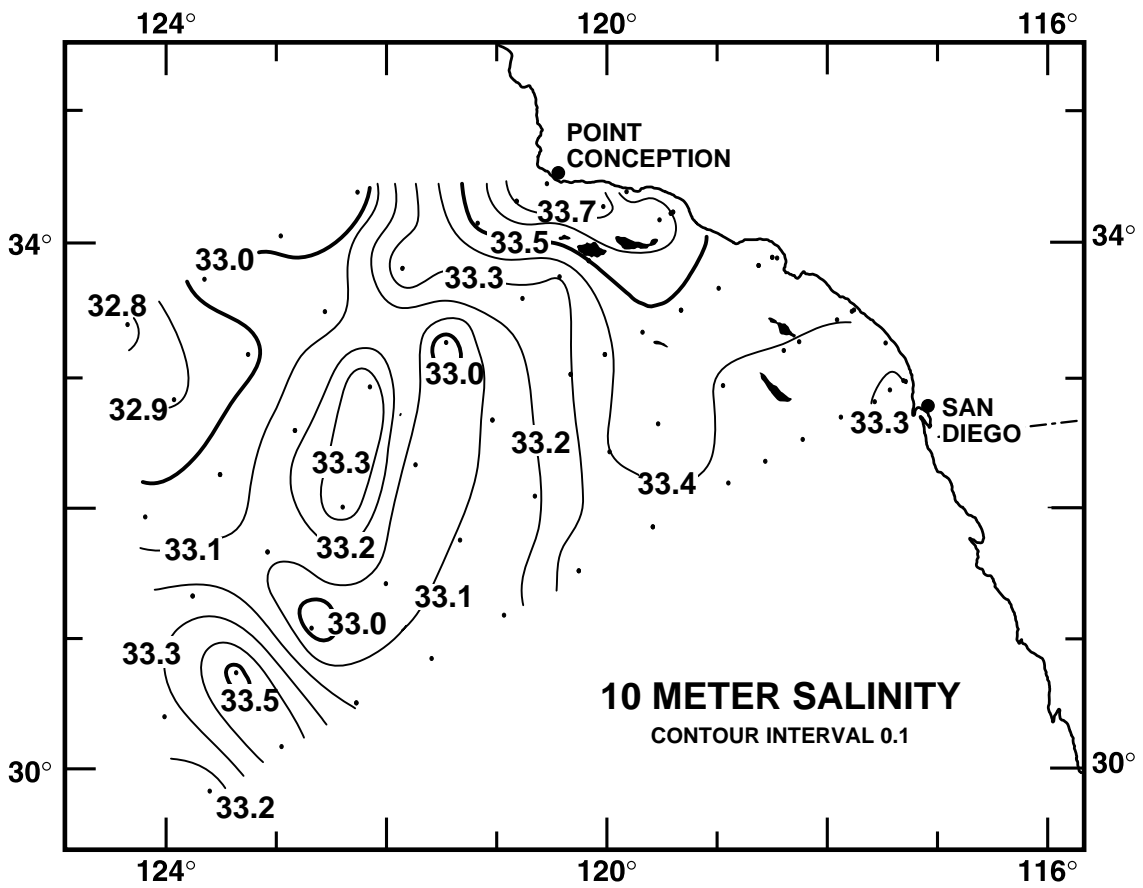 124° 120° 116°
POINT
CONCEPTION
33.7
34° 33.5 34°
33.0
33.3
32.8
33.0
32.9
33.3 SAN
DIEGO
33.2
33.3
33.4
33.1 33.2
33.1
33.0
33.3
10 METER SALINITY
33.5
CONTOUR INTERVAL 0.1
30° 30°
33.2
124° 120° 116°